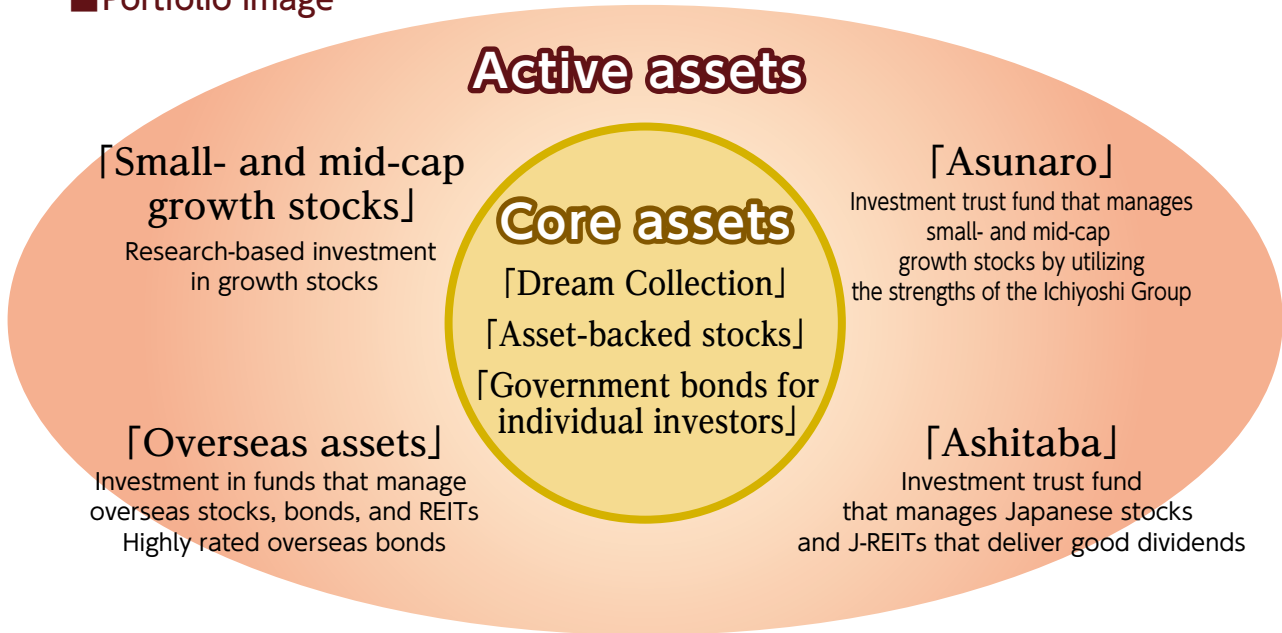 ■Portfolio image
Active assets
「Small- and mid-cap
growth stocks」
Research-based investment
in growth stocks
「Asunaro」
Investment trust fund that manages
small- and mid-cap
growth stocks by utilizing
the strengths of the Ichiyoshi Group
Core assets
「Dream Collection」
「Asset-backed stocks」
「Government bonds for
individual investors」
「Overseas assets」
Investment in funds that manage
overseas stocks, bonds, and REITs
Highly rated overseas bonds
「Ashitaba」
Investment trust fund
that manages Japanese stocks
and J-REITs that deliver good dividends